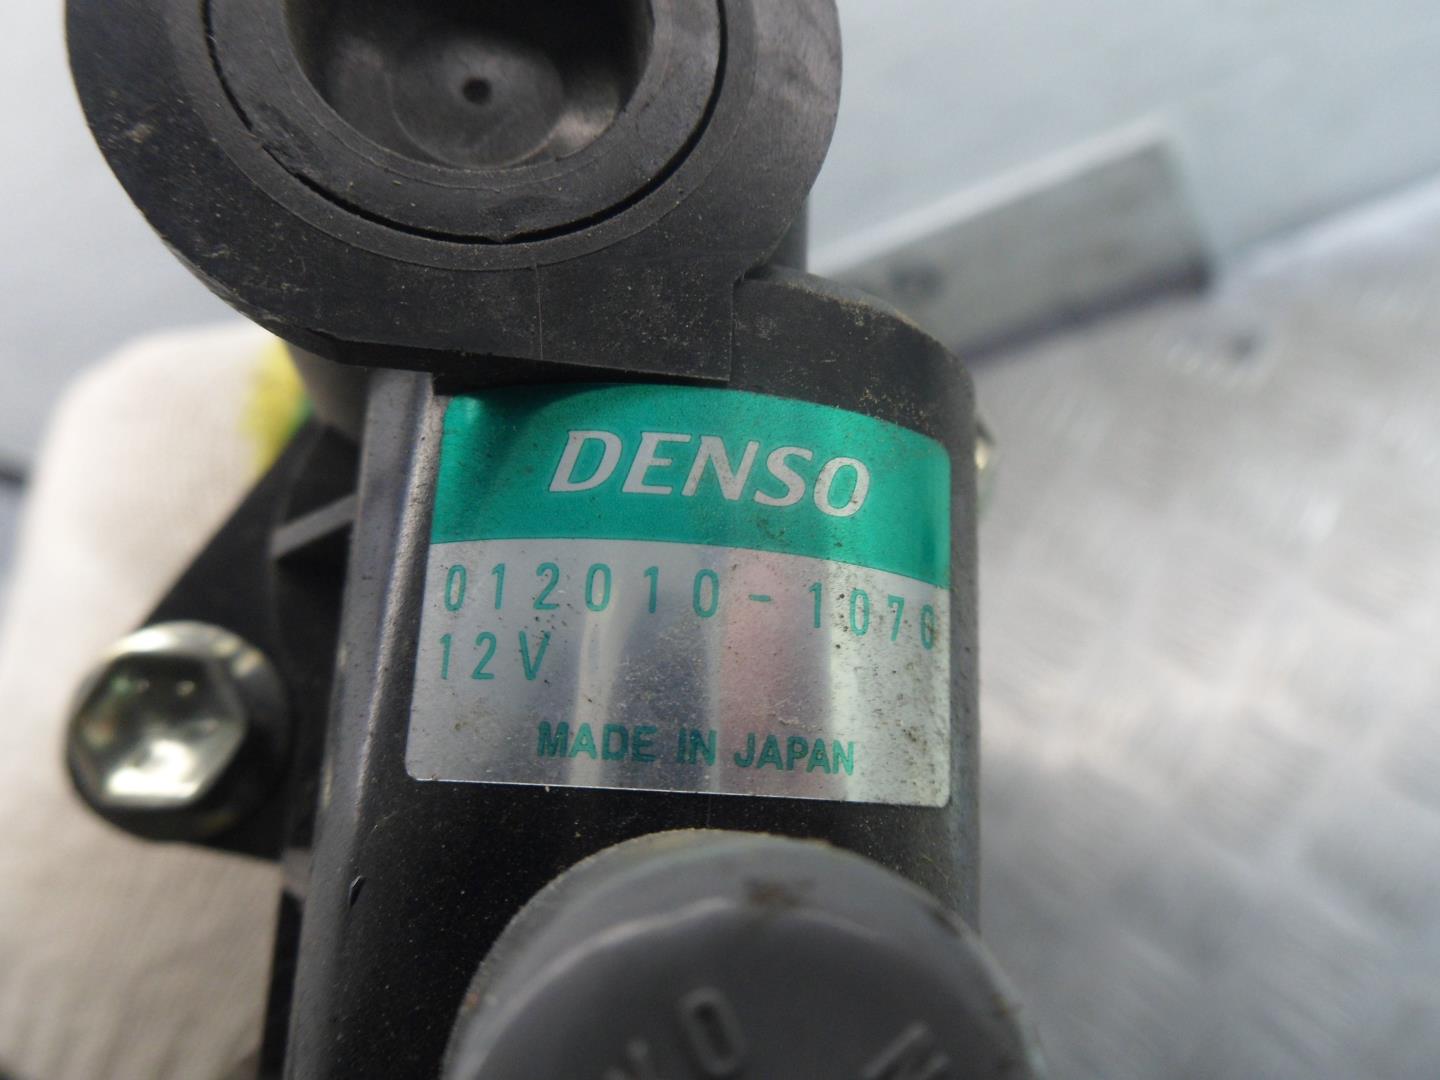 DENSO
012010-1070
12V
MADE IN JAPAN